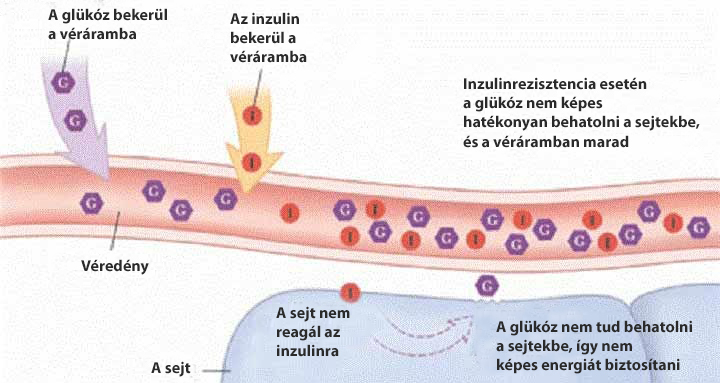 A glükóz bekerül
a véráramba
Az inzulin
bekerül a
véráramba
Inzulinrezisztencia esetén
a glükóz nem képes
hatékonyan behatolni a sejtekbe,
és a véráramban marad
G
G
I
I
G
G
G
G
I
G
I
I
G
G
I
G
I
G
I
G
G
I
G
I
G
G
I
G
Véredény
I
G
A sejt nem
reagál az
inzulinra
A glükóz nem tud behatolni
a sejtekbe, így nem
képes energiát biztosítani
A sejt